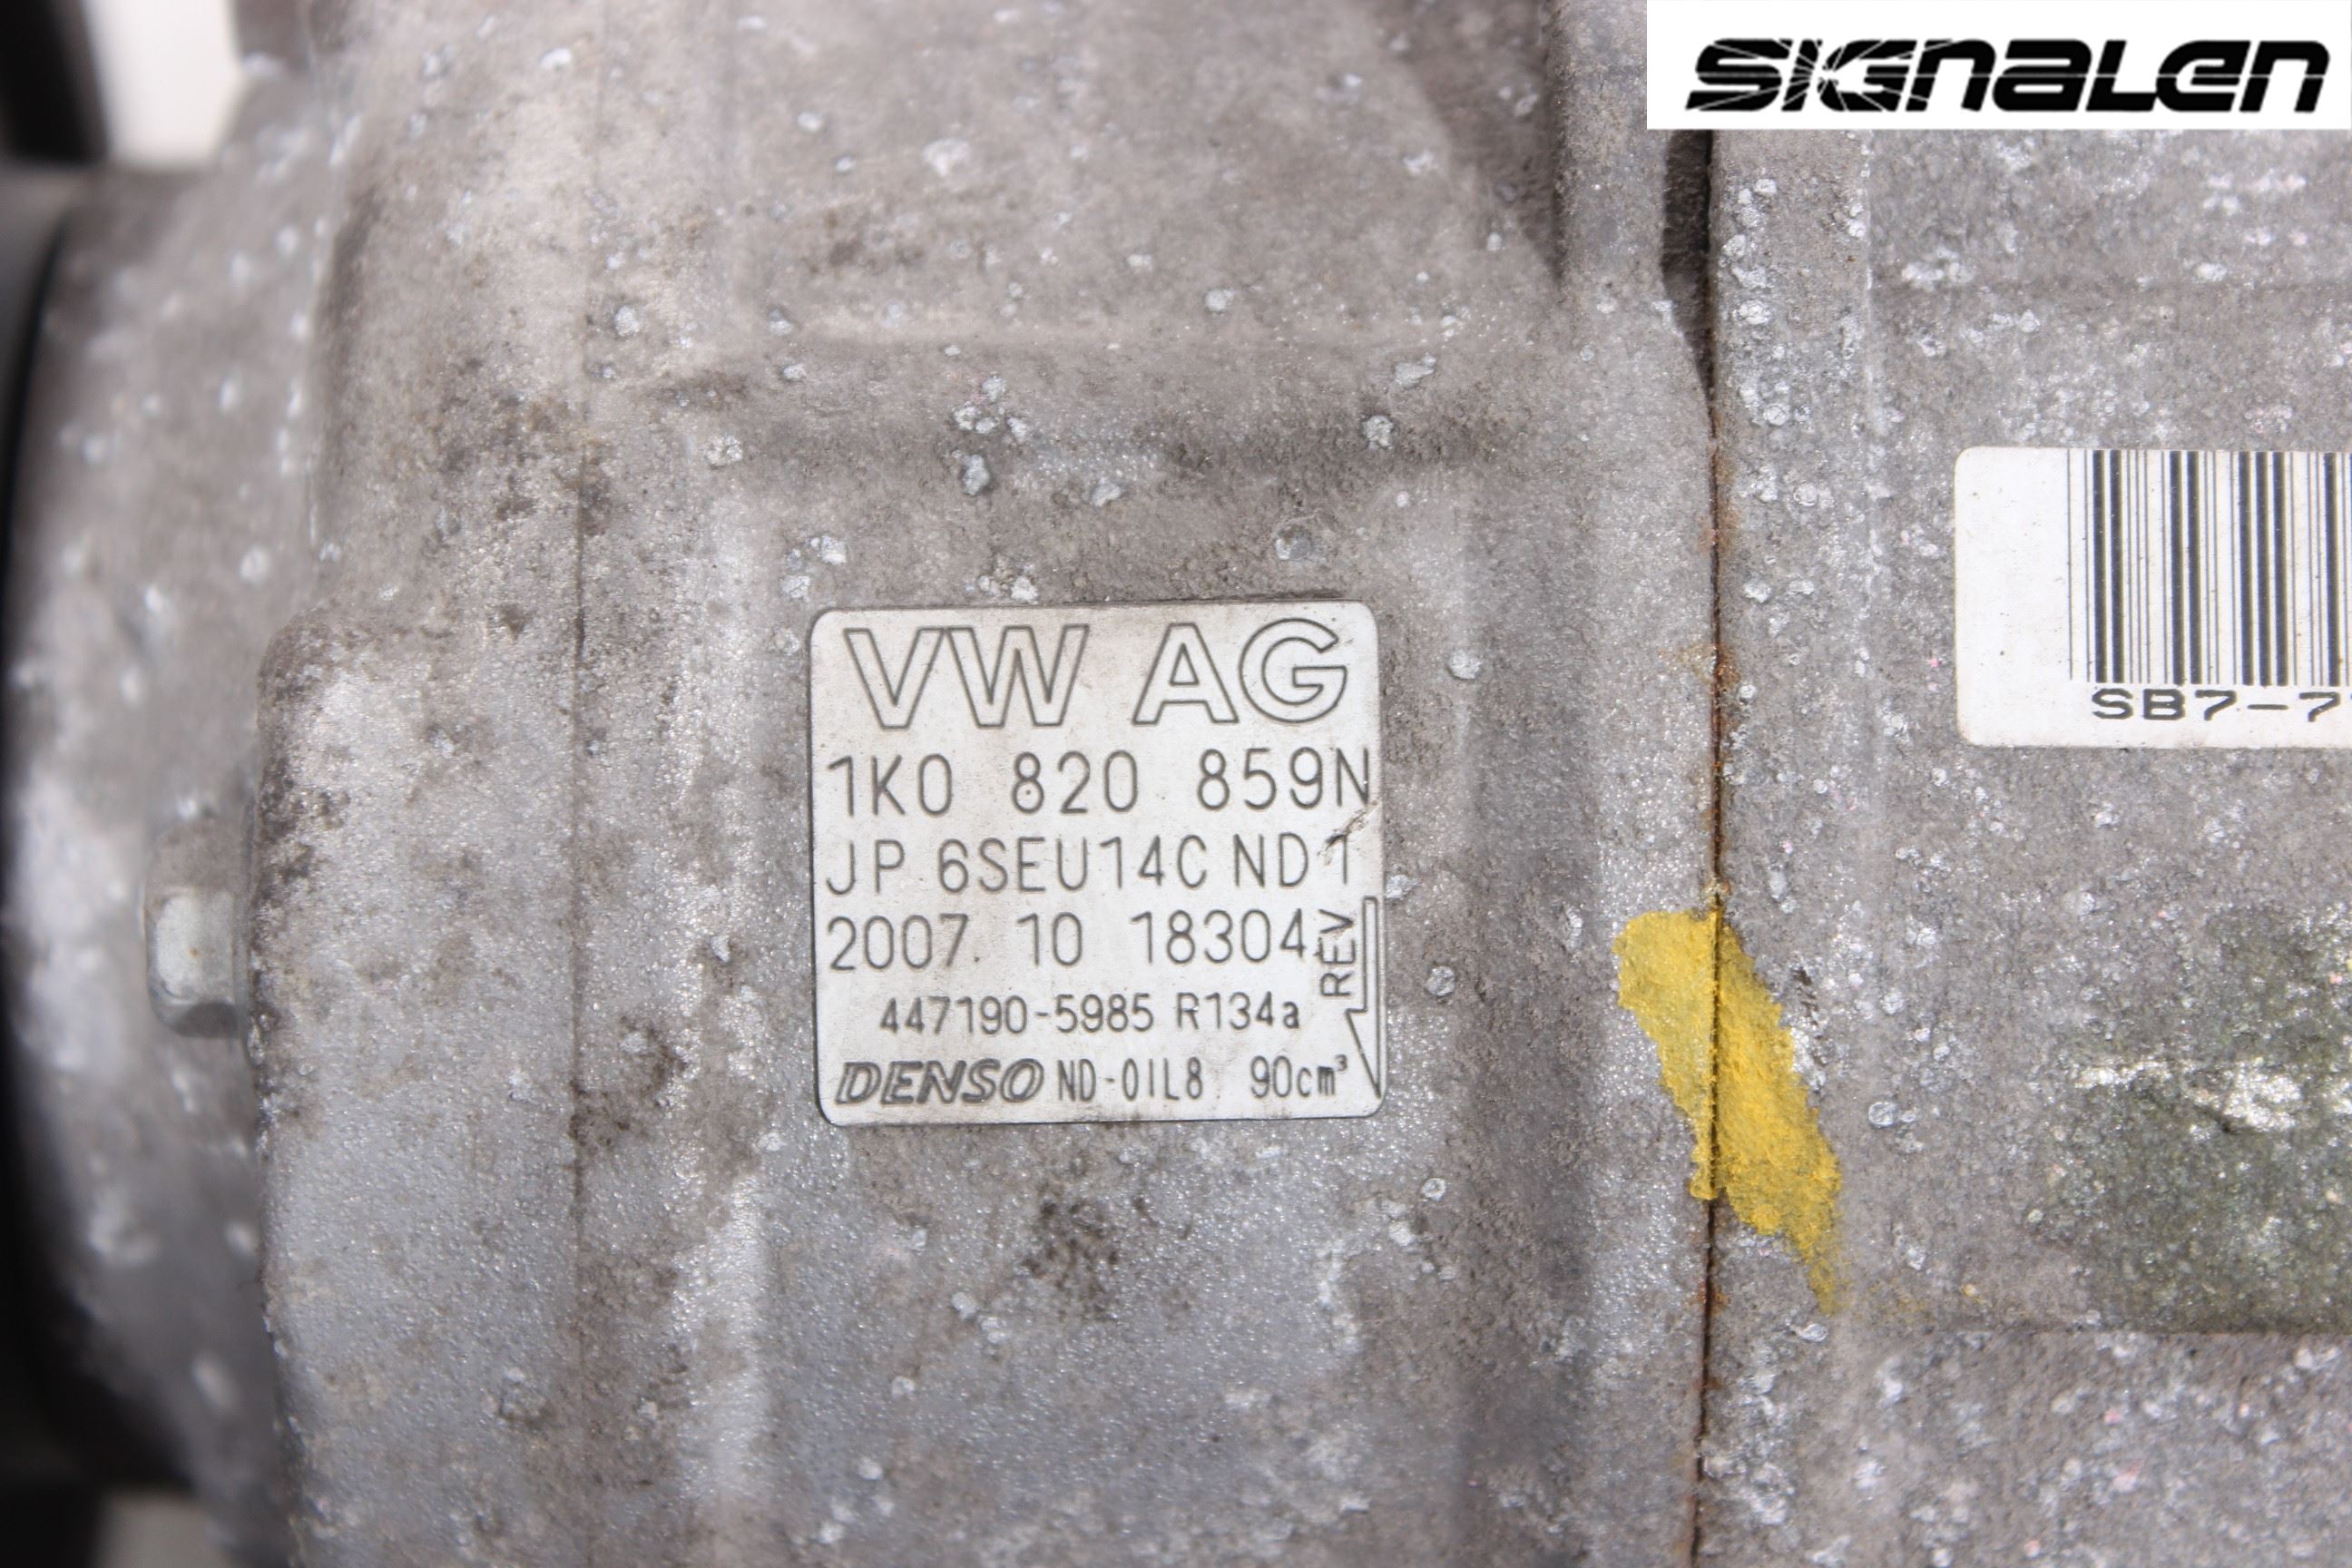 SIGNALEN
VW AG
1K0 820 859N
JP 6SEU14C ND1
2007 10 18304
REV
447190-5985 R134a
DENSO ND-OIL8 90cm³
SB7-7